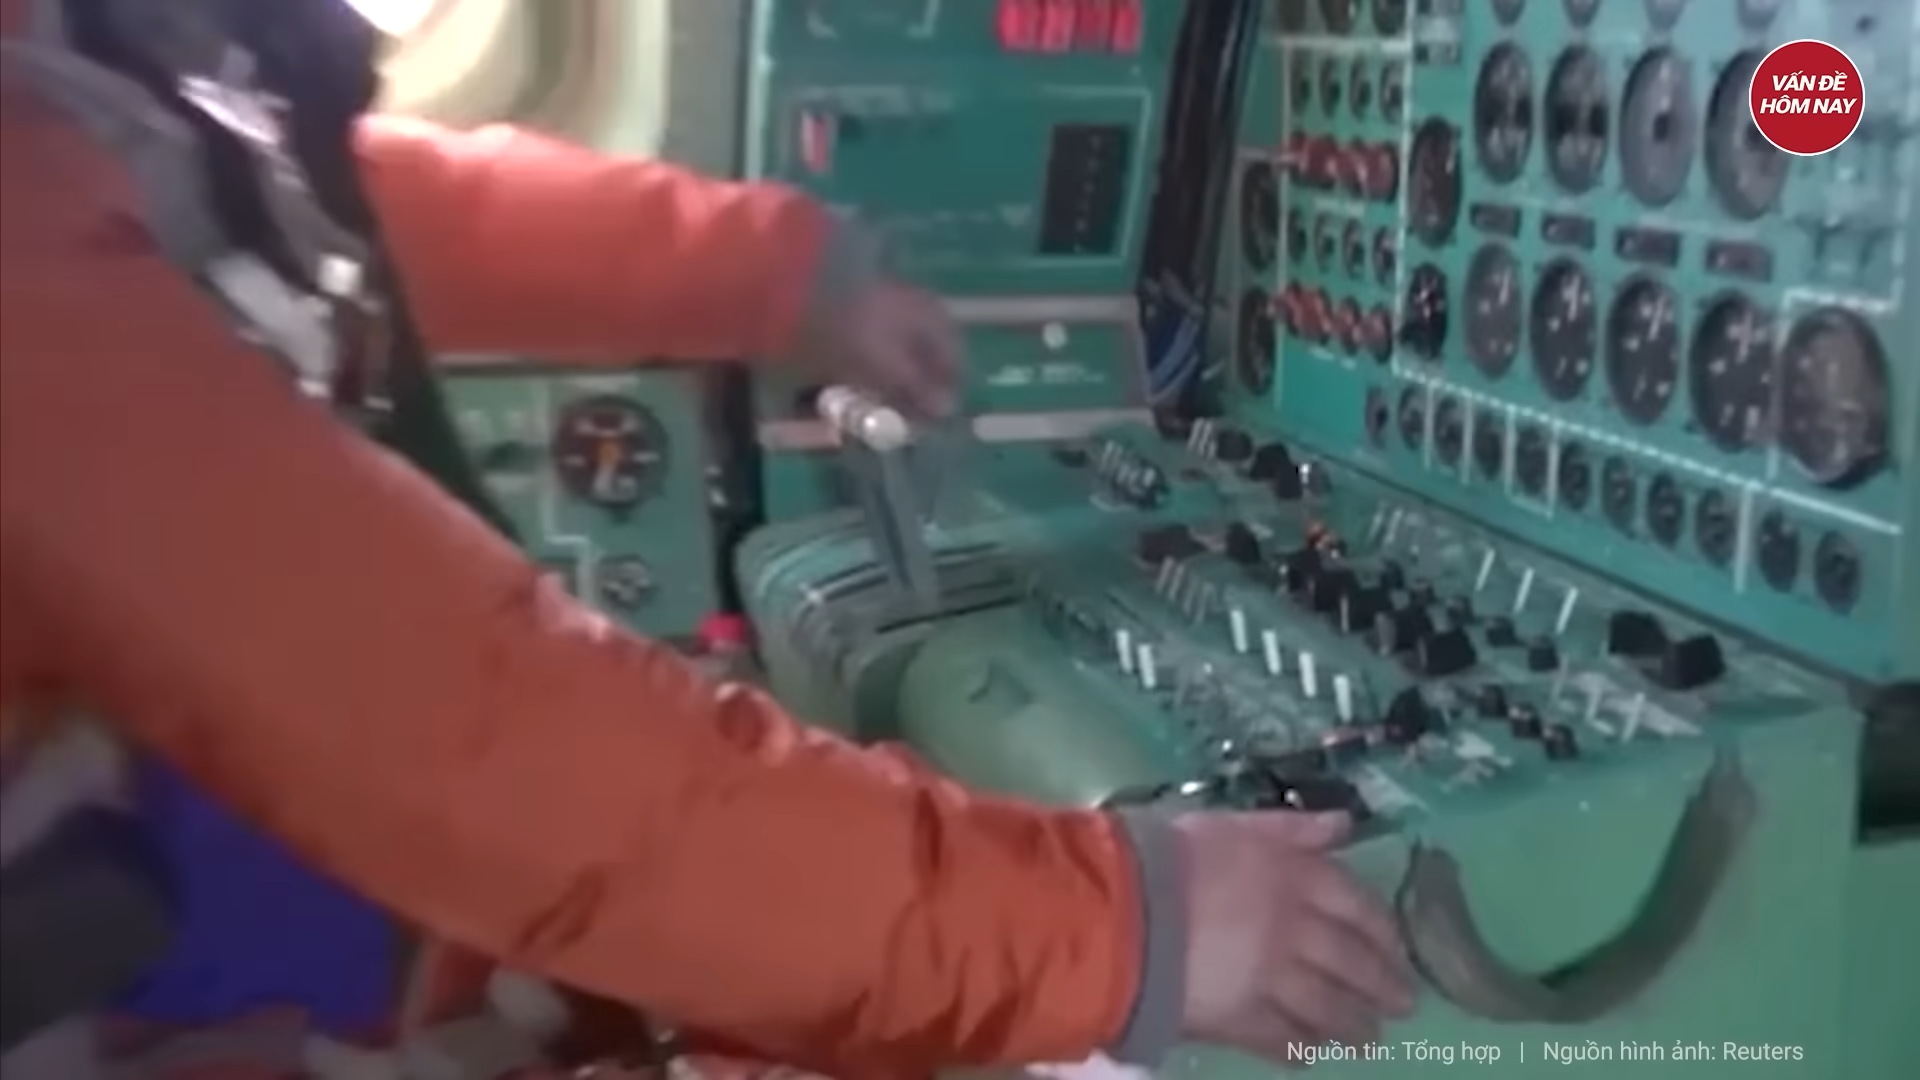 VẤN ĐỀ
HÔM NAY
Nguồn tin: Tổng hợp | Nguồn hình ảnh: Reuters